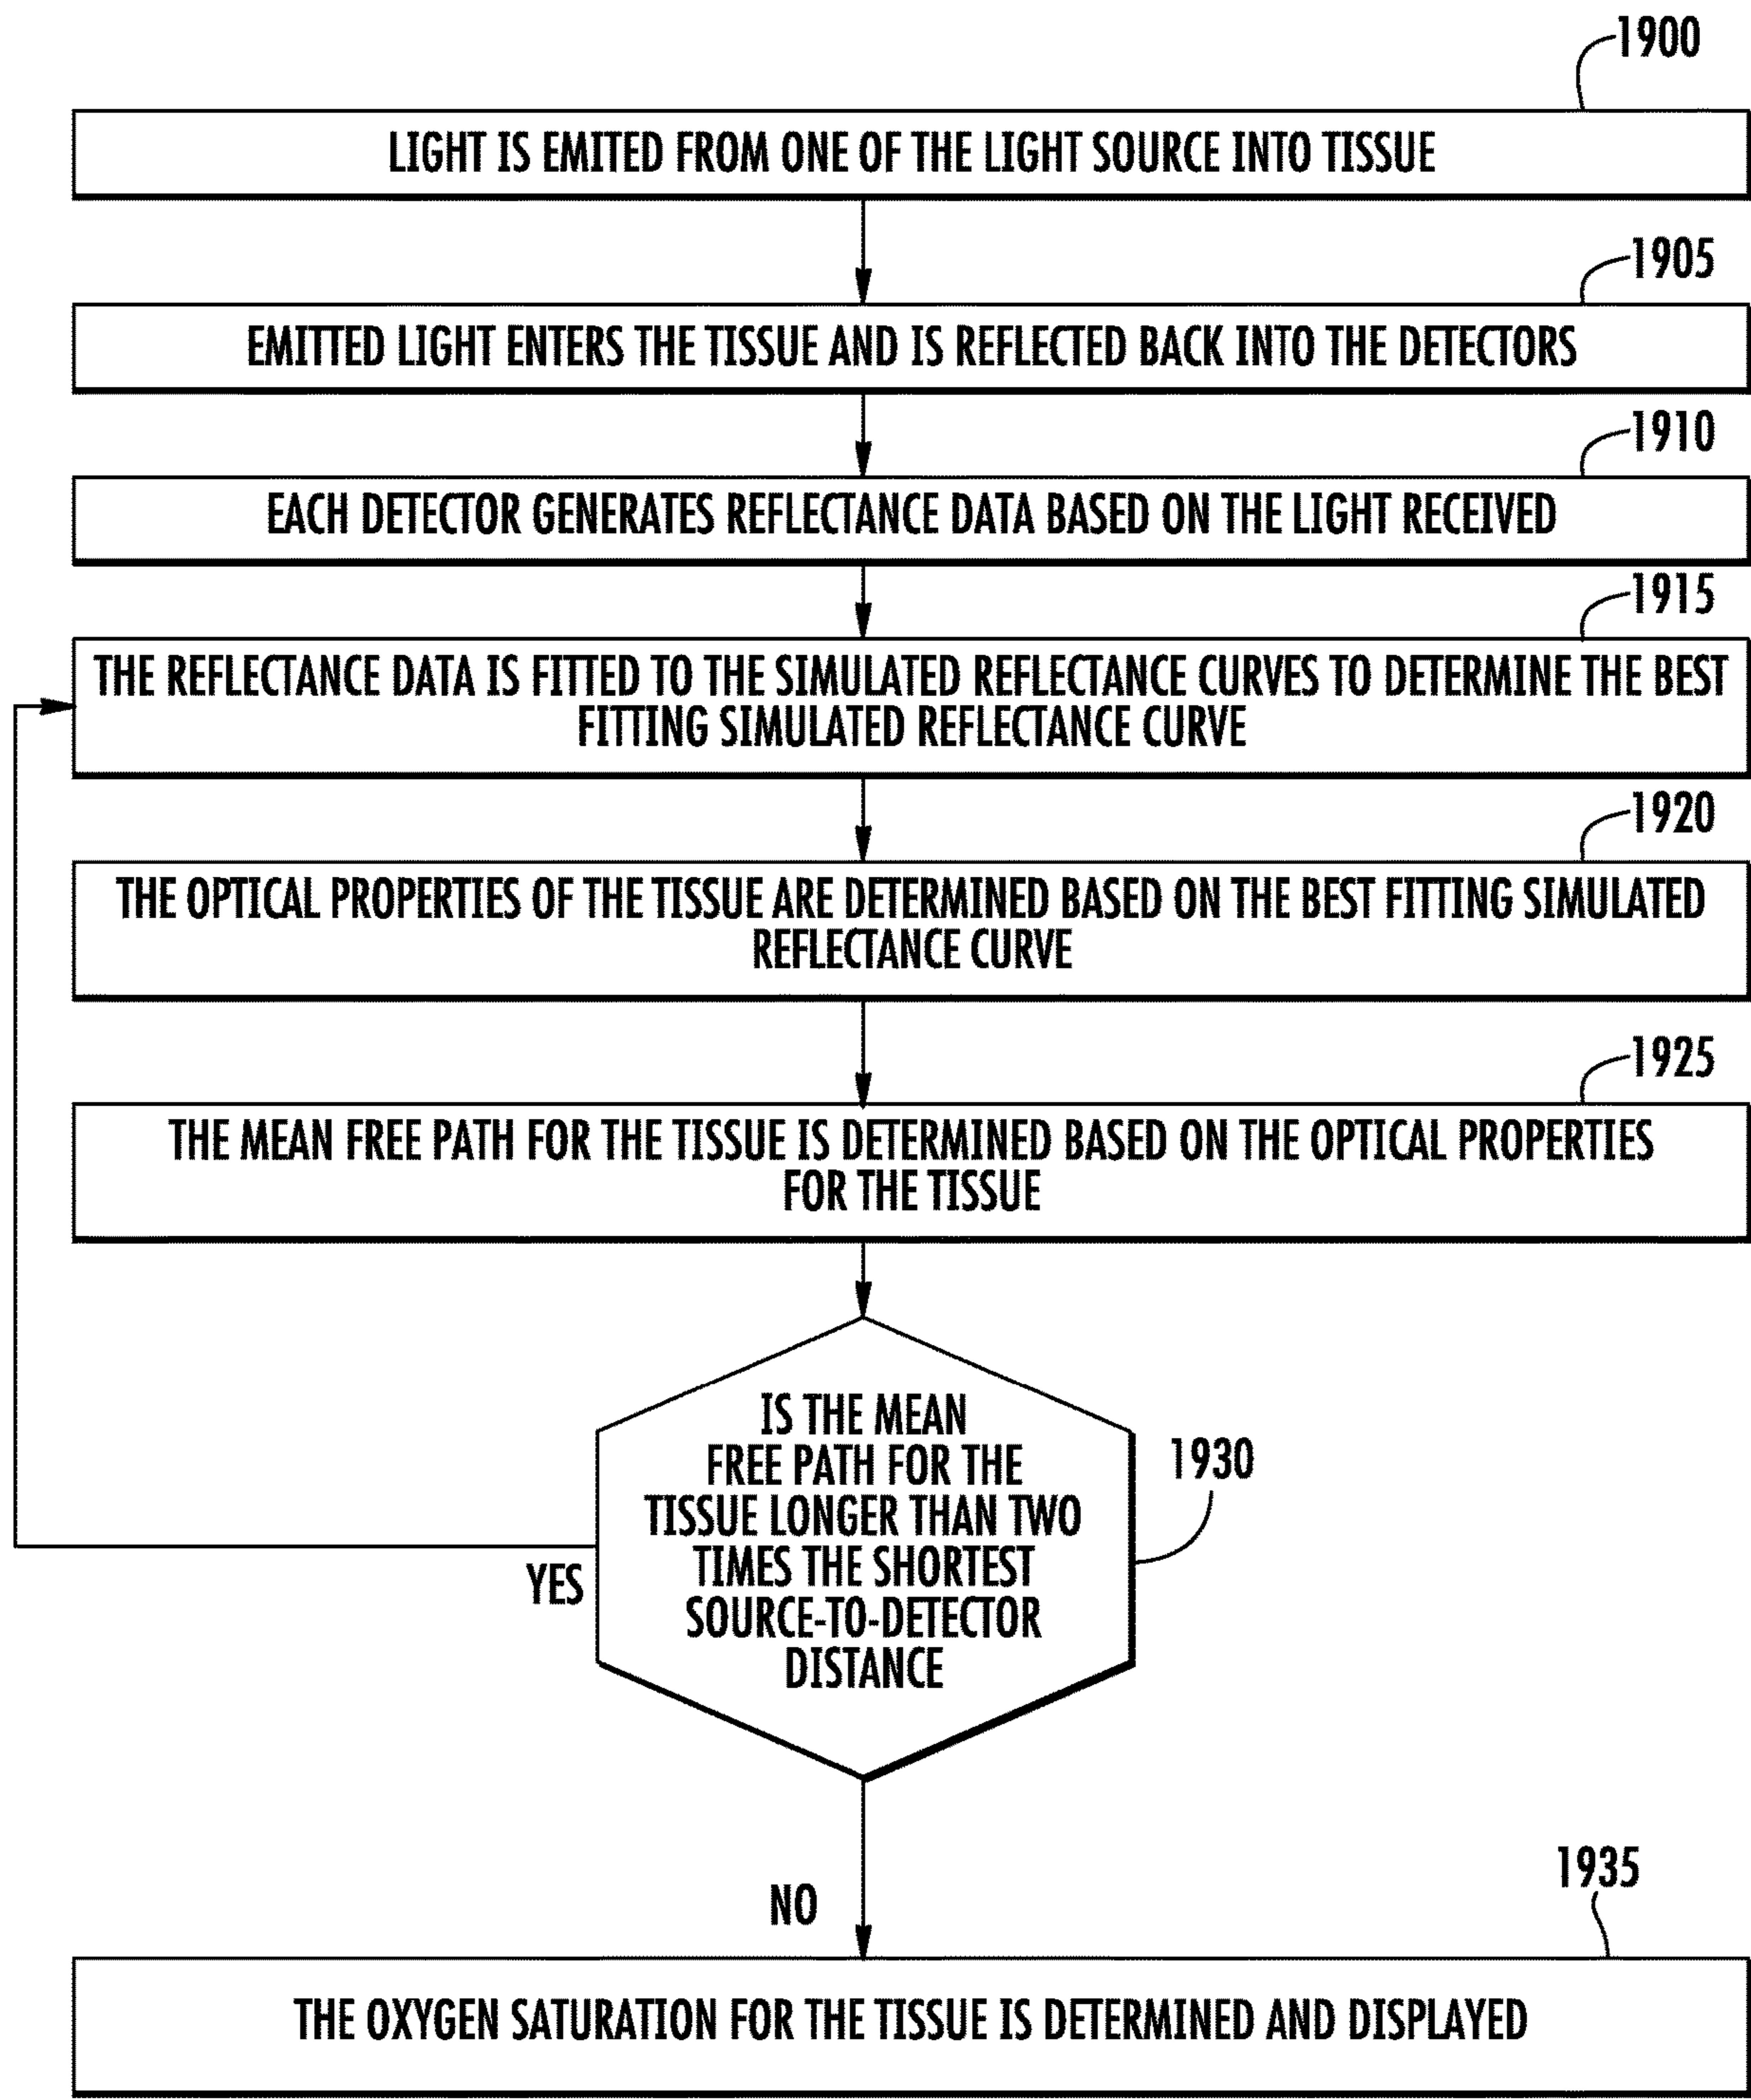 1900
LIGHT IS EMITED FROM ONE OF THE LIGHT SOURCE INTO TISSUE
1905
EMITTED LIGHT ENTERS THE TISSUE AND IS REFLECTED BACK INTO THE DETECTORS
1910
EACH DETECTOR GENERATES REFLECTANCE DATA BASED ON THE LIGHT RECEIVED
1915
THE REFLECTANCE DATA IS FITTED TO THE SIMULATED REFLECTANCE CURVES TO DETERMINE THE BEST
FITTING SIMULATED REFLECTANCE CURVE
1920
THE OPTICAL PROPERTIES OF THE TISSUE ARE DETERMINED BASED ON THE BEST FITTING SIMULATED
REFLECTANCE CURVE
1925
THE MEAN FREE PATH FOR THE TISSUE IS DETERMINED BASED ON THE OPTICAL PROPERTIES
FOR THE TISSUE
IS THE MEAN
FREE PATH FOR THE
TISSUE LONGER THAN TWO
TIMES THE SHORTEST
SOURCE-TO-DETECTOR
DISTANCE
1930
YES
NO
1935
THE OXYGEN SATURATION FOR THE TISSUE IS DETERMINED AND DISPLAYED